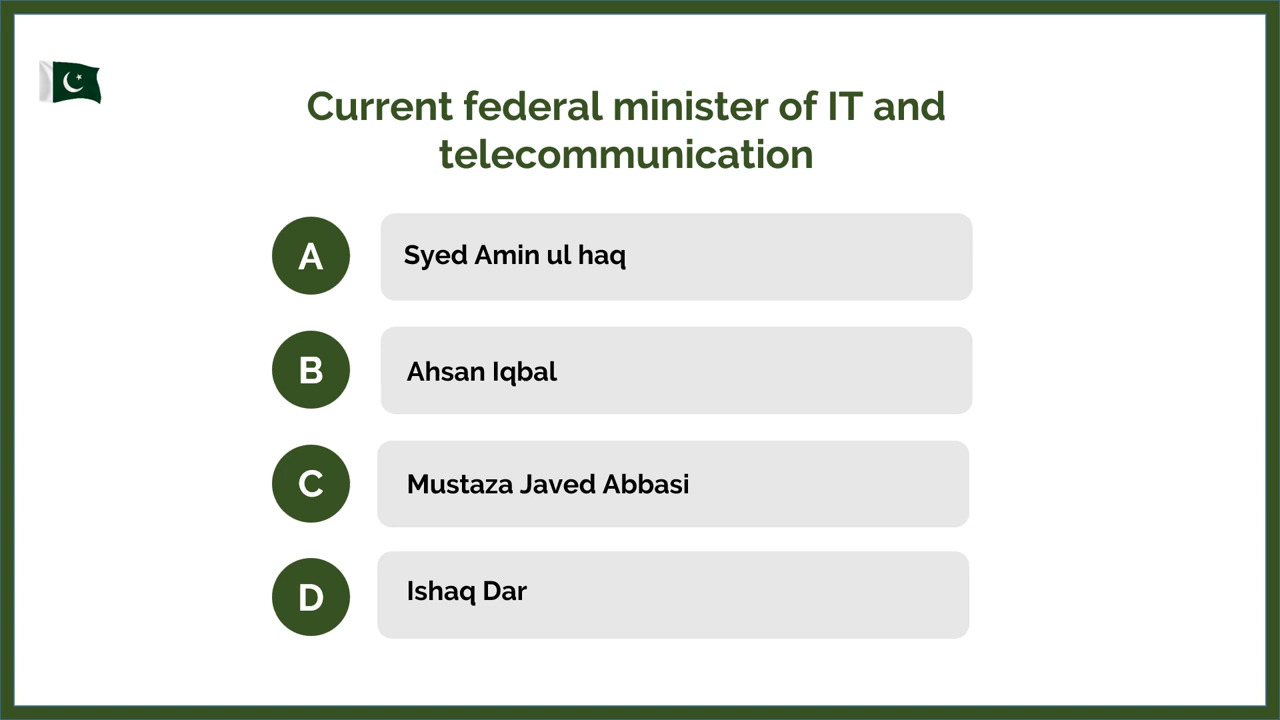 Current federal minister of IT and
telecommunication
A
Syed Amin ul haq
B
Ahsan Iqbal
C
Mustaza Javed Abbasi
D
Ishaq Dar